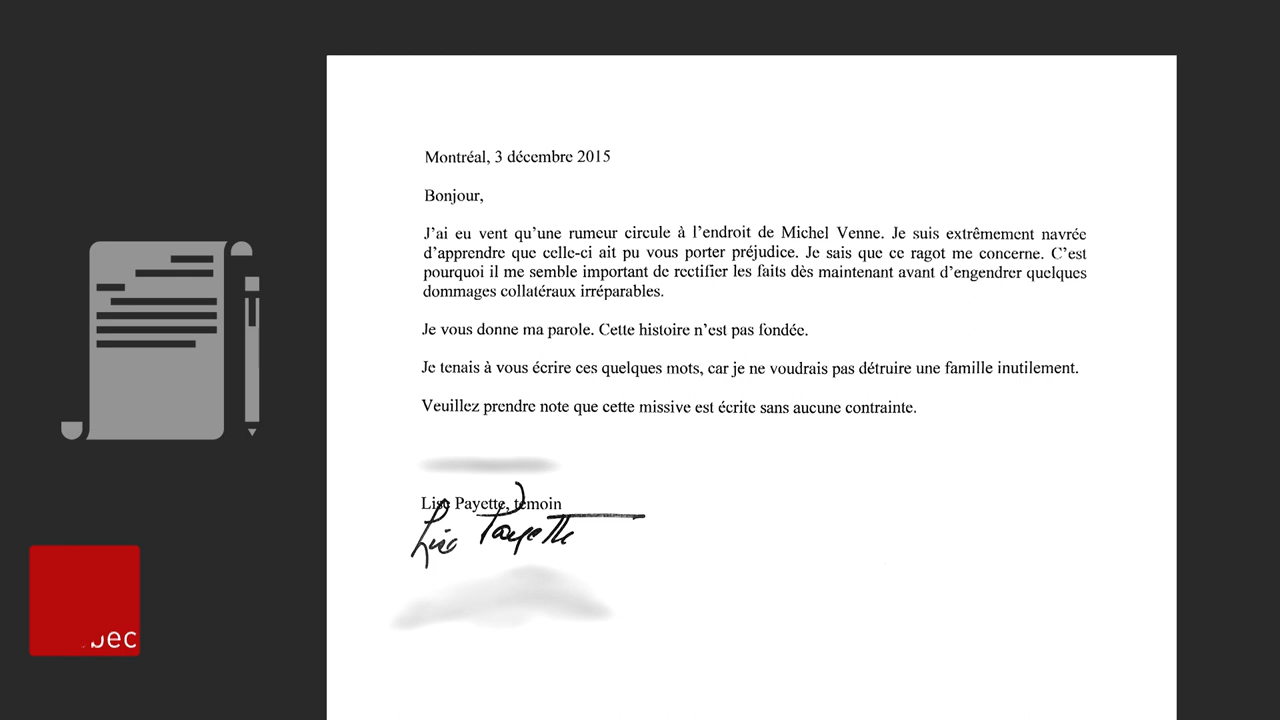 Montréal, 3 décembre 2015
Bonjour,
J'ai eu vent qu'une rumeur circule à l'endroit de Michel Venne. Je suis extrêmement navrée
d'apprendre que celle-ci ait pu vous porter préjudice. Je sais que ce ragot me concerne. C'est
pourquoi il me semble important de rectifier les faits dès maintenant avant d'engendrer quelques
dommages collatéraux irréparables.
Je vous donne ma parole. Cette histoire n'est pas fondée.
Je tenais à vous écrire ces quelques mots, car je ne voudrais pas détruire une famille inutilement.
Veuillez prendre note que cette missive est écrite sans aucune contrainte.
Lise Payette, témoin
Lise Payette